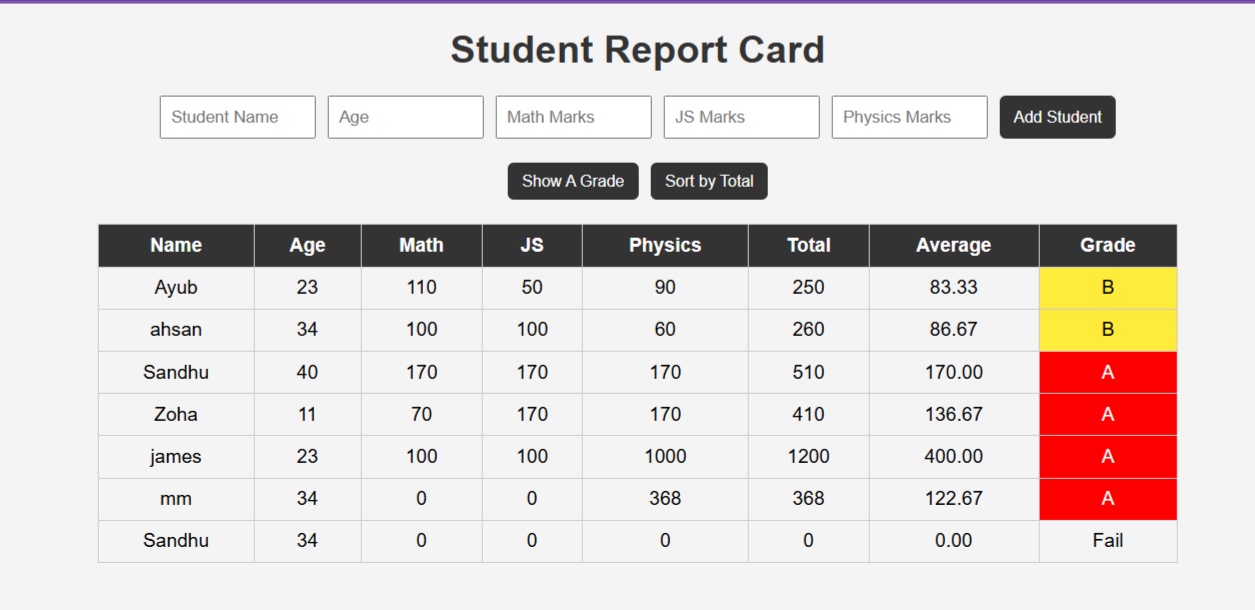 Student Report Card
Student Name Age Math Marks JS Marks Physics Marks Add Student
Show A Grade Sort by Total
Name Age Math JS Physics Total Average Grade
Ayub 23 110 50 90 250 83.33 B
ahsan 34 100 100 60 260 86.67 B
Sandhu 40 170 170 170 510 170.00 A
Zoha 11 70 170 170 410 136.67 A
james 23 100 100 1000 1200 400.00 A
mm 34 0 0 368 368 122.67 A
Sandhu 34 0 0 0 0 0.00 Fail